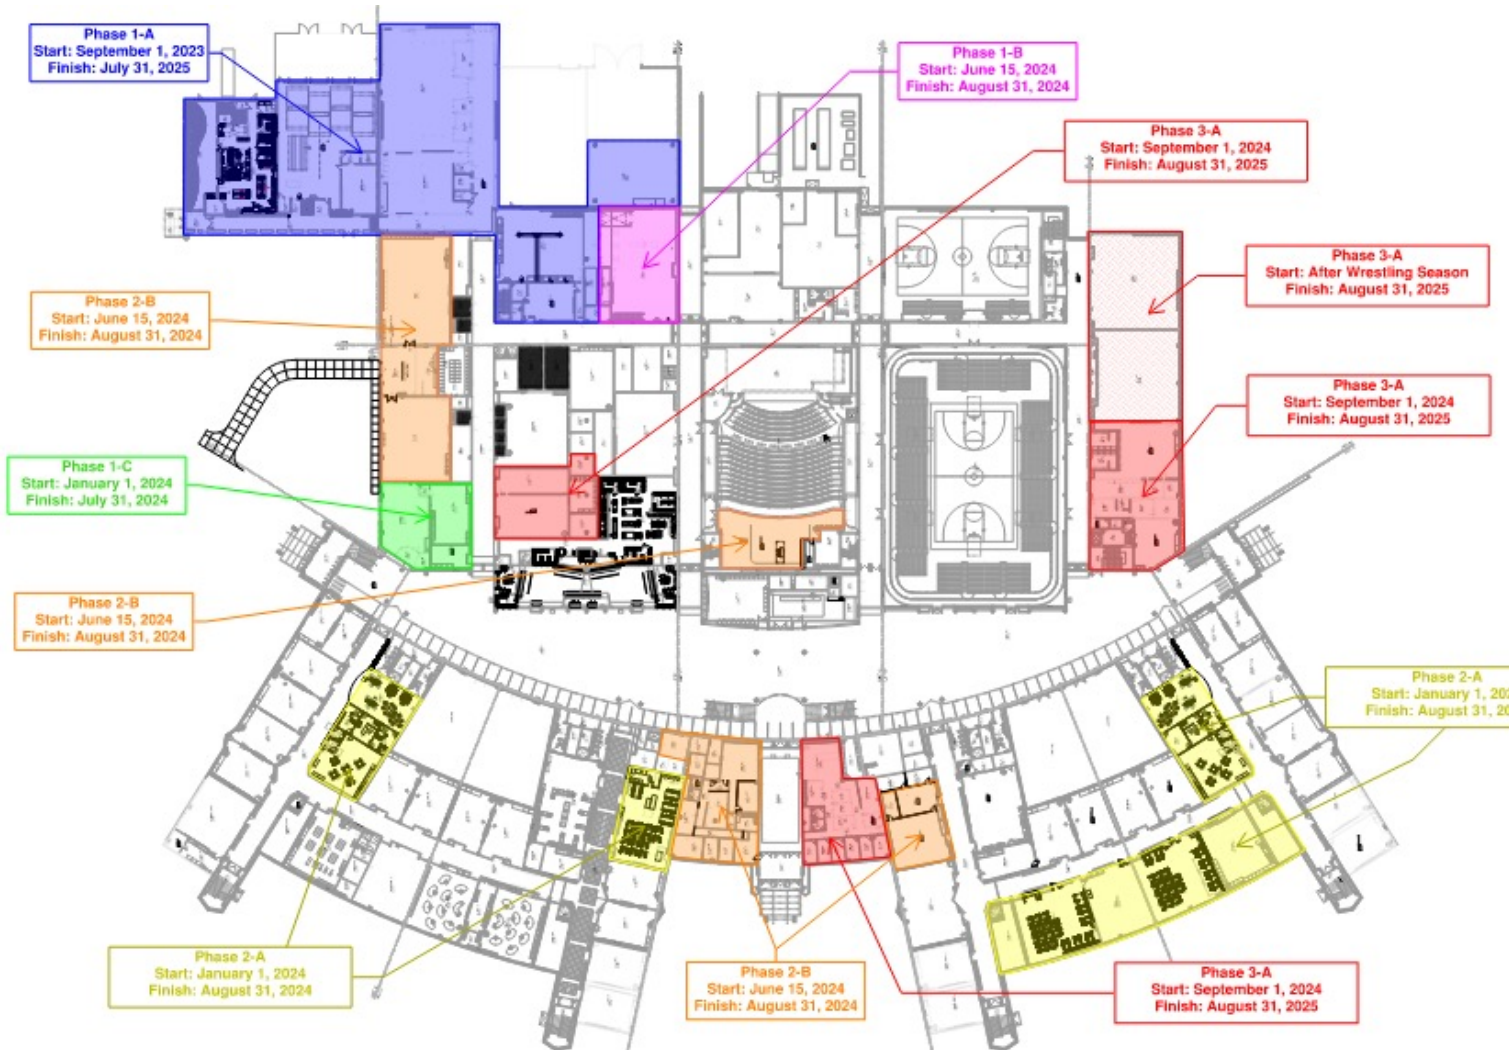 Phase 1-A
Start: September 1, 2023
Finish: July 31, 2025
Phase 1-B
Start: June 15, 2024
Finish: August 31, 2024
Phase 3-A
Start: September 1, 2024
Finish: August 31, 2025
Phase 3-A
Start: After Wrestling Season
Finish: August 31, 2025
Phase 2-B
Start: June 15, 2024
Finish: August 31, 2024
Phase 3-A
Start: September 1, 2024
Finish: August 31, 2025
Phase 1-C
Start: January 1, 2024
Finish: July 31, 2024
Phase 2-B
Start: June 15, 2024
Finish: August 31, 2024
Phase 2-A
Start: January 1, 202
Finish: August 31, 20
Phase 2-A
Start: January 1, 2024
Finish: August 31, 2024
Phase 2-B
Start: June 15, 2024
Finish: August 31, 2024
Phase 3-A
Start: September 1, 2024
Finish: August 31, 2025